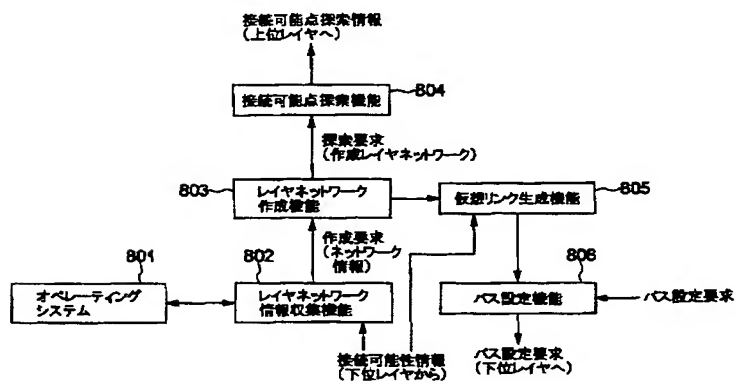 接続可能点探索情報
(上位レイヤへ)
接続可能点探索機能
804
探索要求
(作成レイヤネットワーク)
803
レイヤネットワーク
作成機能
仮想リンク生成機能
805
作成要求
(ネットワーク
情報)
801
オペレーティング
システム
802
レイヤネットワーク
情報収集機能
806
パス設定機能
パス設定要求
接続可能性情報
(下位レイヤから)
パス設定要求
(下位レイヤへ)